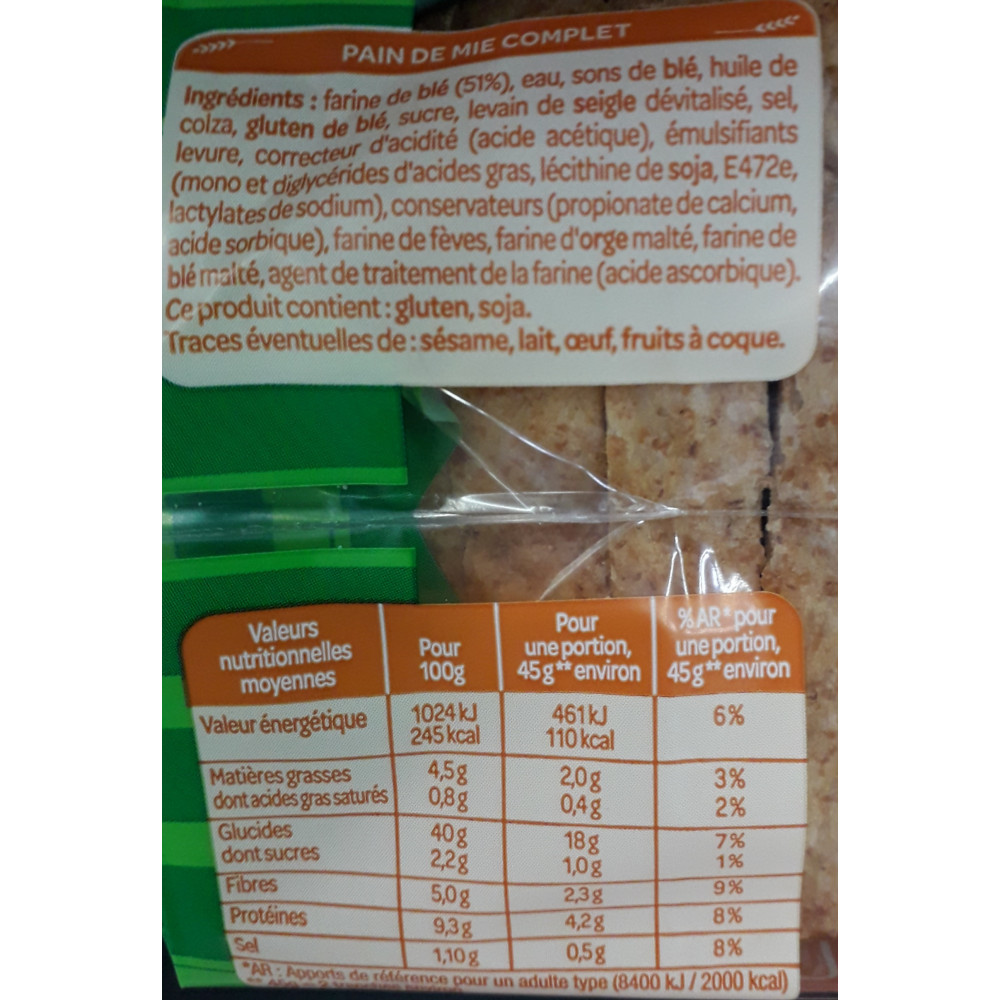 PAIN DE MIE COMPLET
Ingrédients : farine de blé (51%), eau, sons de blé, huile de
colza, gluten de blé, sucre, levain de seigle dévitalisé, sel,
levure, correcteur d'acidité (acide acétique), émulsifiants
(mono et diglycérides d'acides gras, lécithine de soja, E472e,
lactylates de sodium), conservateurs (propionate de calcium,
acide sorbique), farine de fèves, farine d'orge malté, farine de
blé malté, agent de traitement de la farine (acide ascorbique).
Ce produit contient : gluten, soja.
Traces éventuelles de : sésame, lait, œuf, fruits à coque.
Valeurs nutritionnelles moyennes | Pour 100g | Pour une portion, 45g** environ | %AR* pour une portion, 45g** environ
Valeur énergétique | 1024 kJ 245 kcal | 461 kJ 110 kcal | 6%
Matières grasses | 4,5g | 2,0g | 3%
dont acides gras saturés | 0,8g | 0,4g | 2%
Glucides | 40g | 18g | 7%
dont sucres | 2,2g | 1,0g | 1%
Fibres | 5,0g | 2,3g | 9%
Protéines | 9,3g | 4,2g | 8%
Sel | 1,10g | 0,5g | 8%
*AR : Apports de référence pour un adulte type (8400 kJ / 2000 kcal)